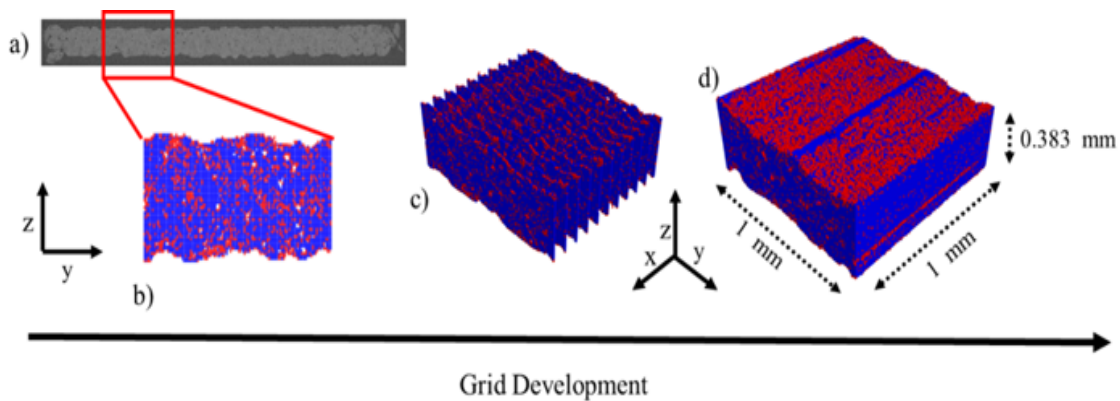 a)
d)
0.383 mm
z
y
b)
c)
z
x
y
1 mm
1 mm
Grid Development